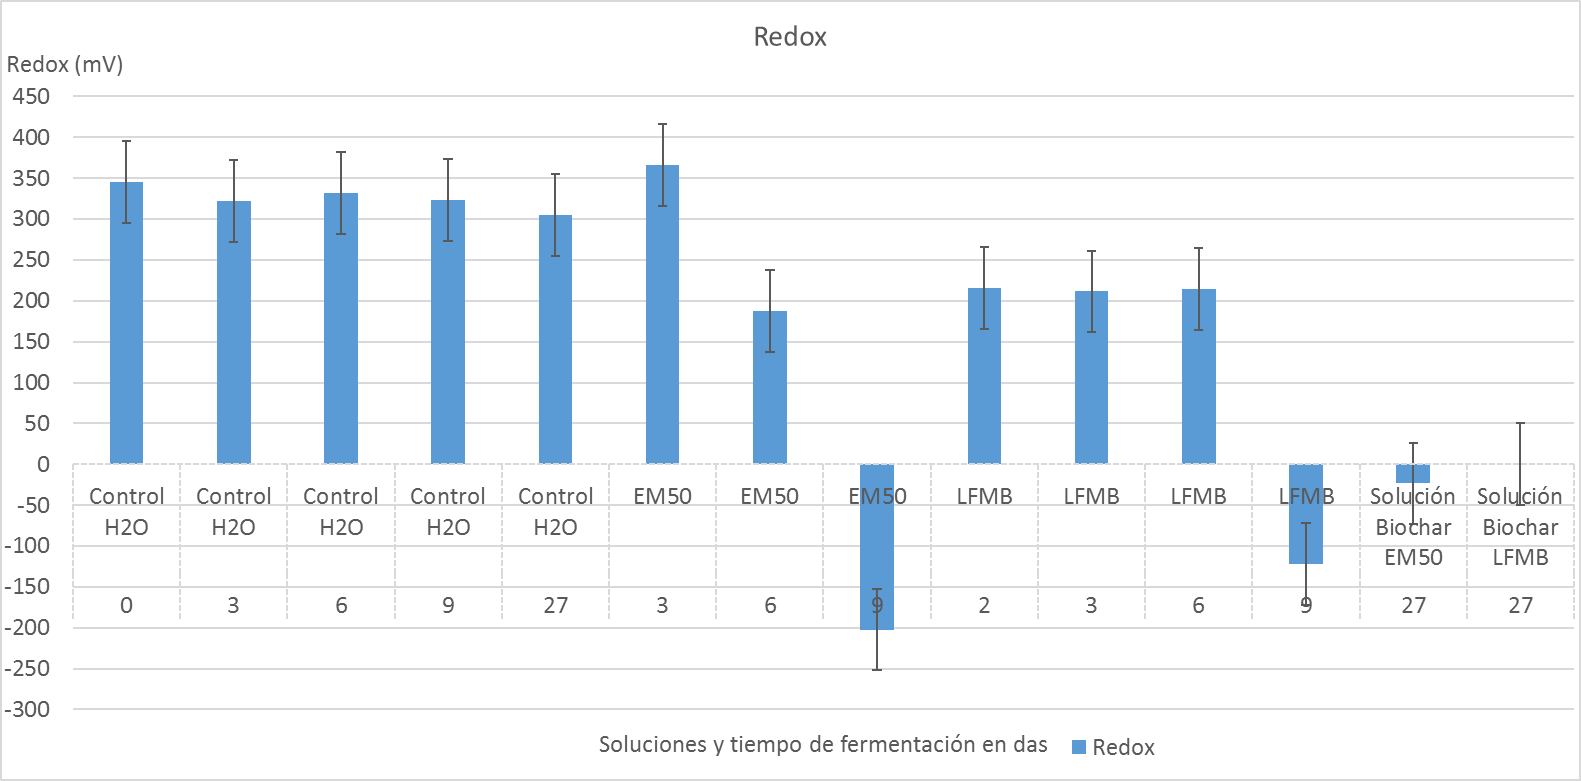 Redox
Redox (mV)
450
400
350
300
250
200
150
100
50
0
-50
-100
-150
-200
-250
-300
Control Control Control Control Control EM50 EM50 EM50 LFMB LFMB LFMB LFMB Solución Solución
H2O H2O H2O H2O H2O Biochar Biochar
EM50 LFMB
0 3 6 9 27 3 6 9 2 3 6 9 27 27
Soluciones y tiempo de fermentación en das Redox